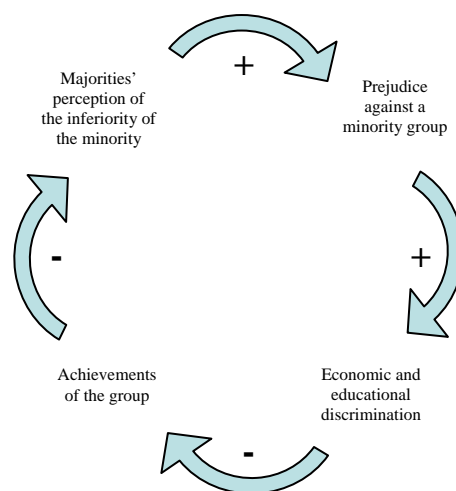 Majorities'
perception of
the inferiority of
the minority
+
Prejudice
against a
minority group
+
Economic and
educational
discrimination
-
Achievements
of the group
-